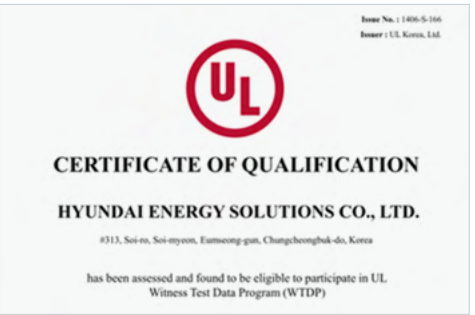 Issue No. : 1406-S-166
Issuer : UL Korea, Ltd.
UL
CERTIFICATE OF QUALIFICATION
HYUNDAI ENERGY SOLUTIONS CO., LTD.
#313, Soi-ro, Soi-myeon, Eumseong-gun, Chungcheongbuk-do, Korea
has been assessed and found to be eligible to participate in UL
Witness Test Data Program (WTDP)